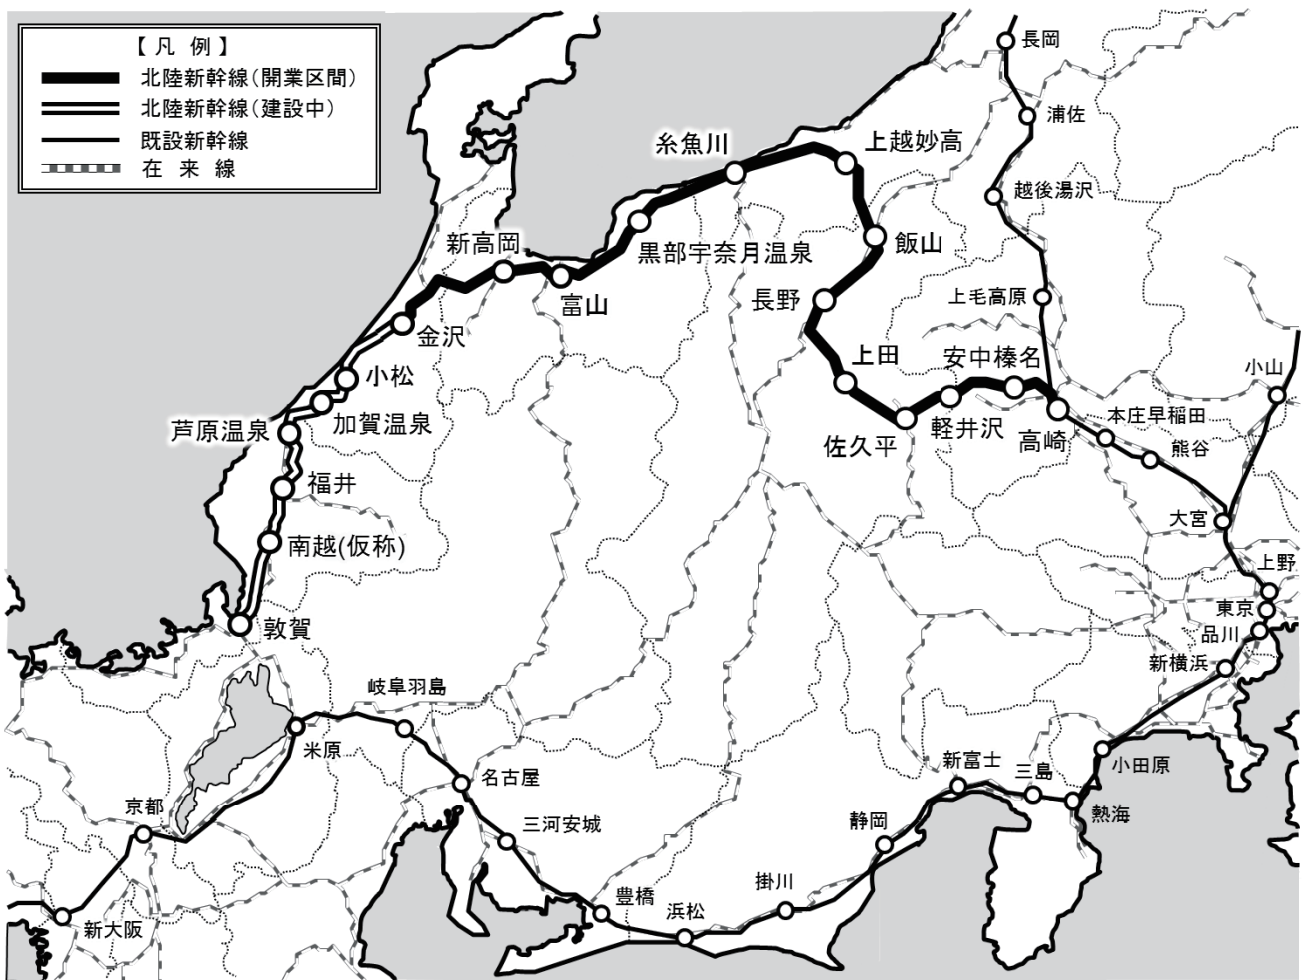 【 凡 例 】
北陸新幹線(開業区間)
北陸新幹線(建設中)
既設新幹線
在 来 線
長岡
浦佐
糸魚川
上越妙高
越後湯沢
新高岡
黒部宇奈月温泉
飯山
富山
長野
上毛高原
金沢
小松
上田
安中榛名
小山
芦原温泉
加賀温泉
佐久平
軽井沢
高崎
本庄早稲田
熊谷
福井
大宮
南越(仮称)
上野
東京
品川
敦賀
新横浜
岐阜羽島
米原
名古屋
新富士
三島
小田原
京都
三河安城
静岡
熱海
掛川
豊橋
浜松
新大阪